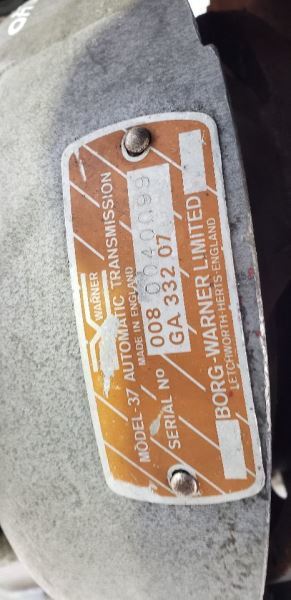 WARNER
MODEL-37 AUTOMATIC TRANSMISSION
MADE IN ENGLAND
SERIAL Nº 008 0040099
GA 332 07
BORG-WARNER LIMITED
LETCHWORTH·HERTS·ENGLAND